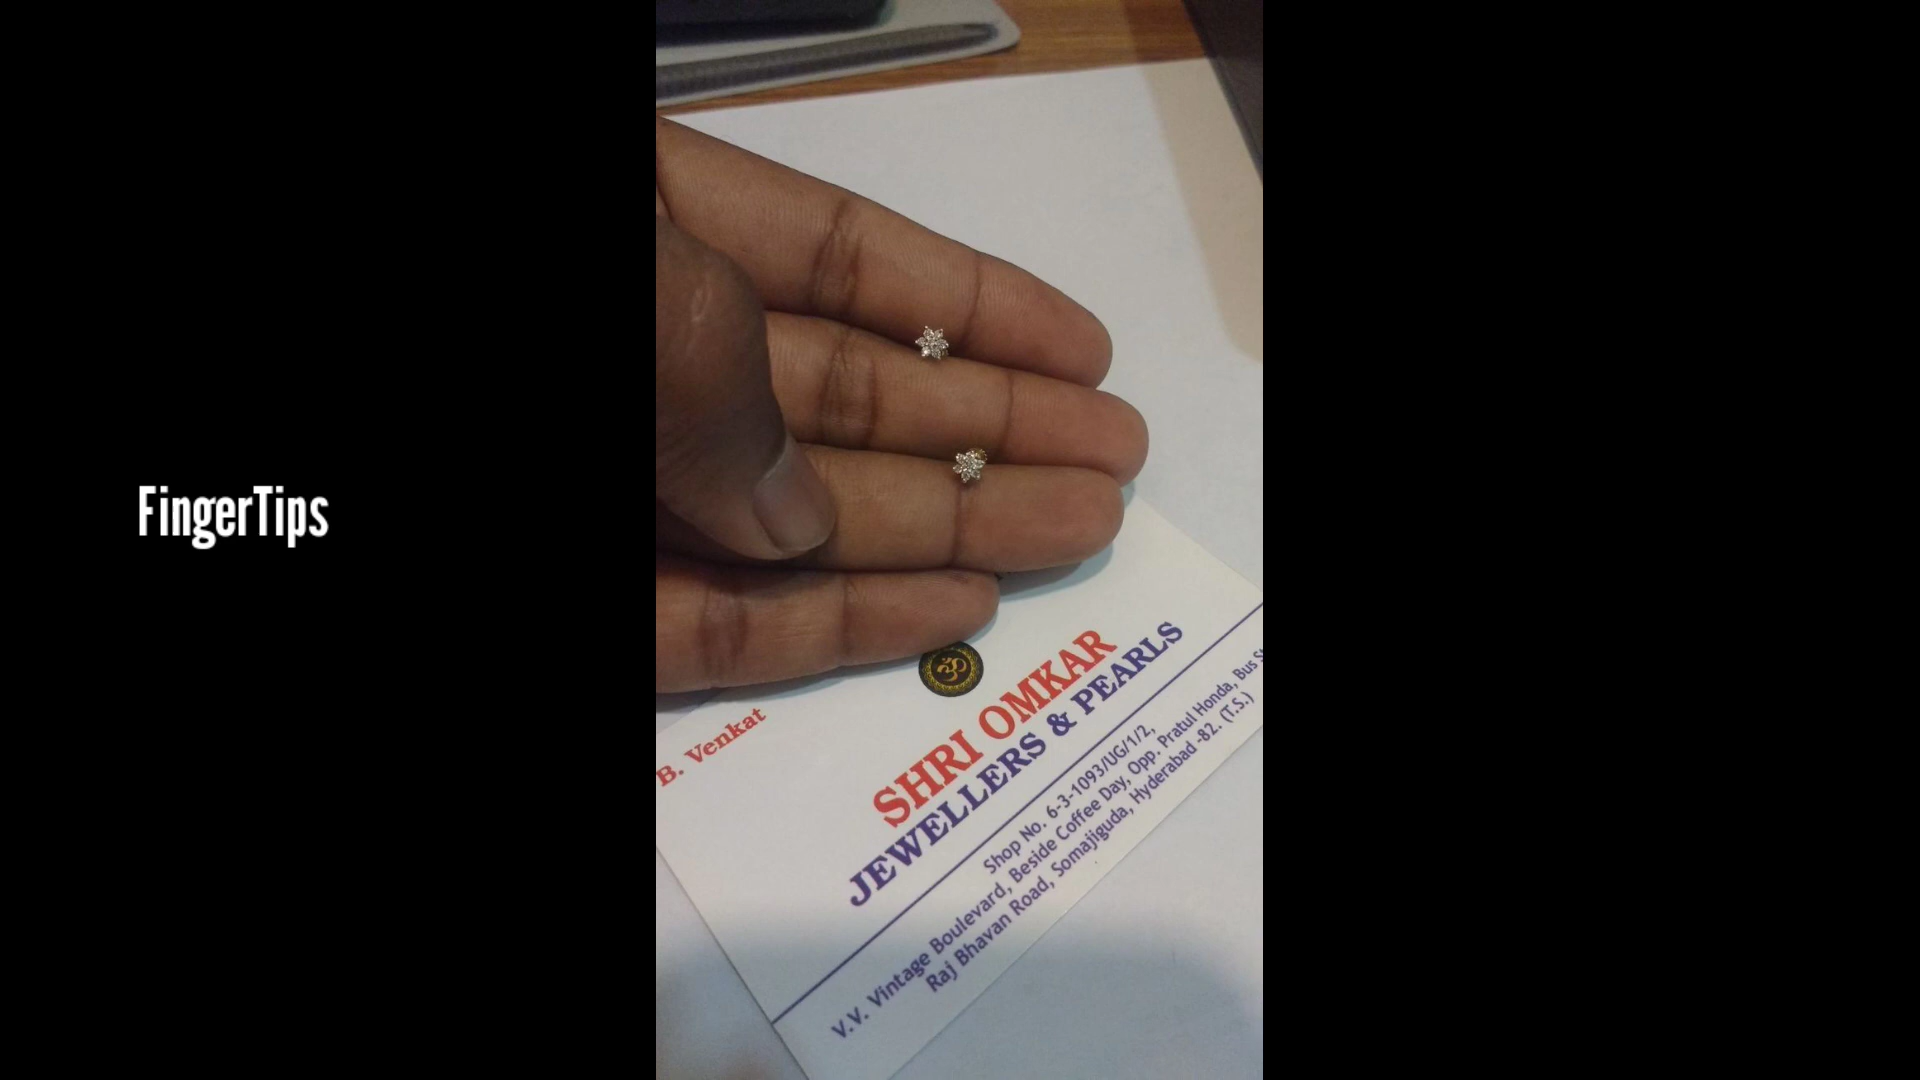 FingerTips
ॐ
B. Venkat
SHRI OMKAR
JEWELLERS & PEARLS
Shop No. 6-3-1093/UG/1/2,
V.V. Vintage Boulevard, Beside Coffee Day, Opp. Pratul Honda, Bus
Raj Bhavan Road, Somajiguda, Hyderabad -82. (T.S.)